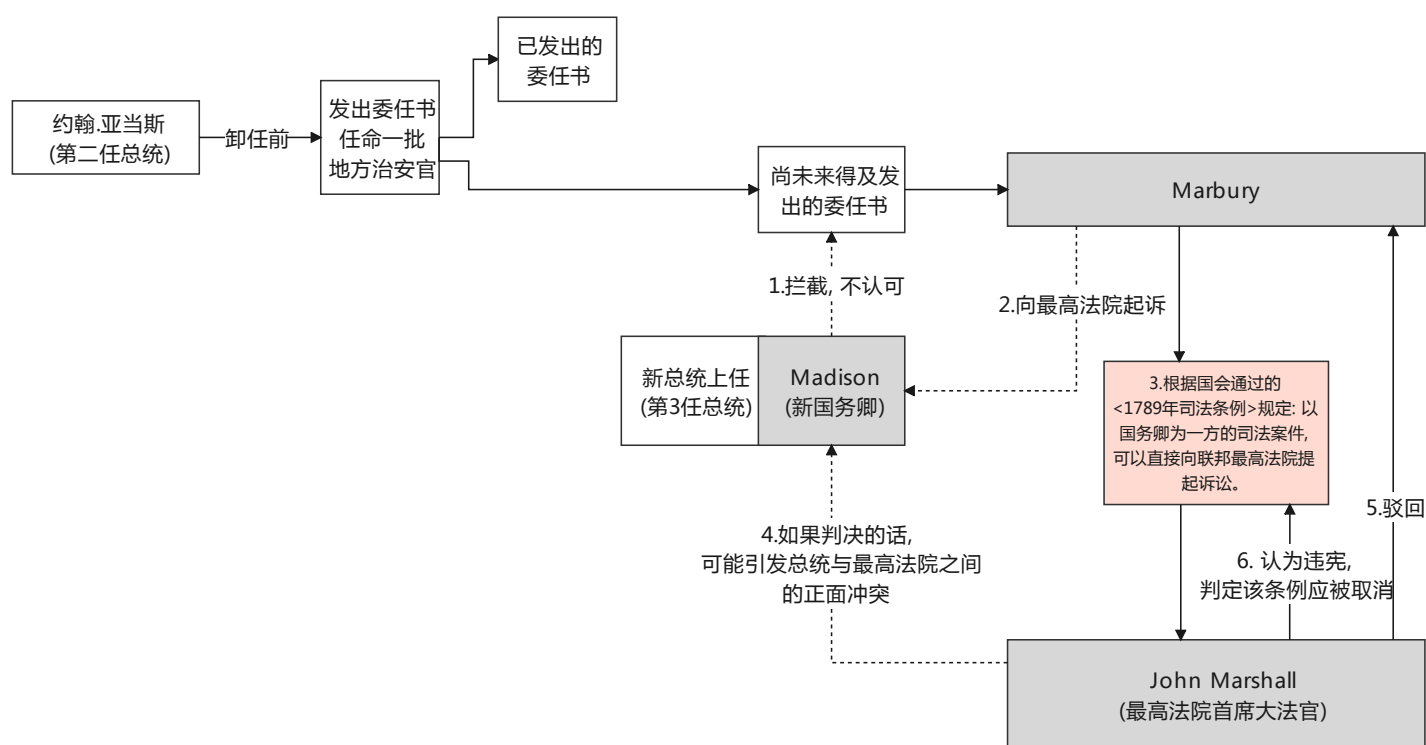 已发出的
委任书
约翰.亚当斯
(第二任总统)
卸任前
发出委任书
任命一批
地方治安官
尚未来得及发
出的委任书
Marbury
1.拦截, 不认可
2.向最高法院起诉
新总统上任
(第3任总统)
Madison
(新国务卿)
3.根据国会通过的
<1789年司法条例>规定: 以
国务卿为一方的司法案件,
可以直接向联邦最高法院提
起诉讼。
4.如果判决的话,
可能引发总统与最高法院之间
的正面冲突
5.驳回
6. 认为违宪,
判定该条例应被取消
John Marshall
(最高法院首席大法官)